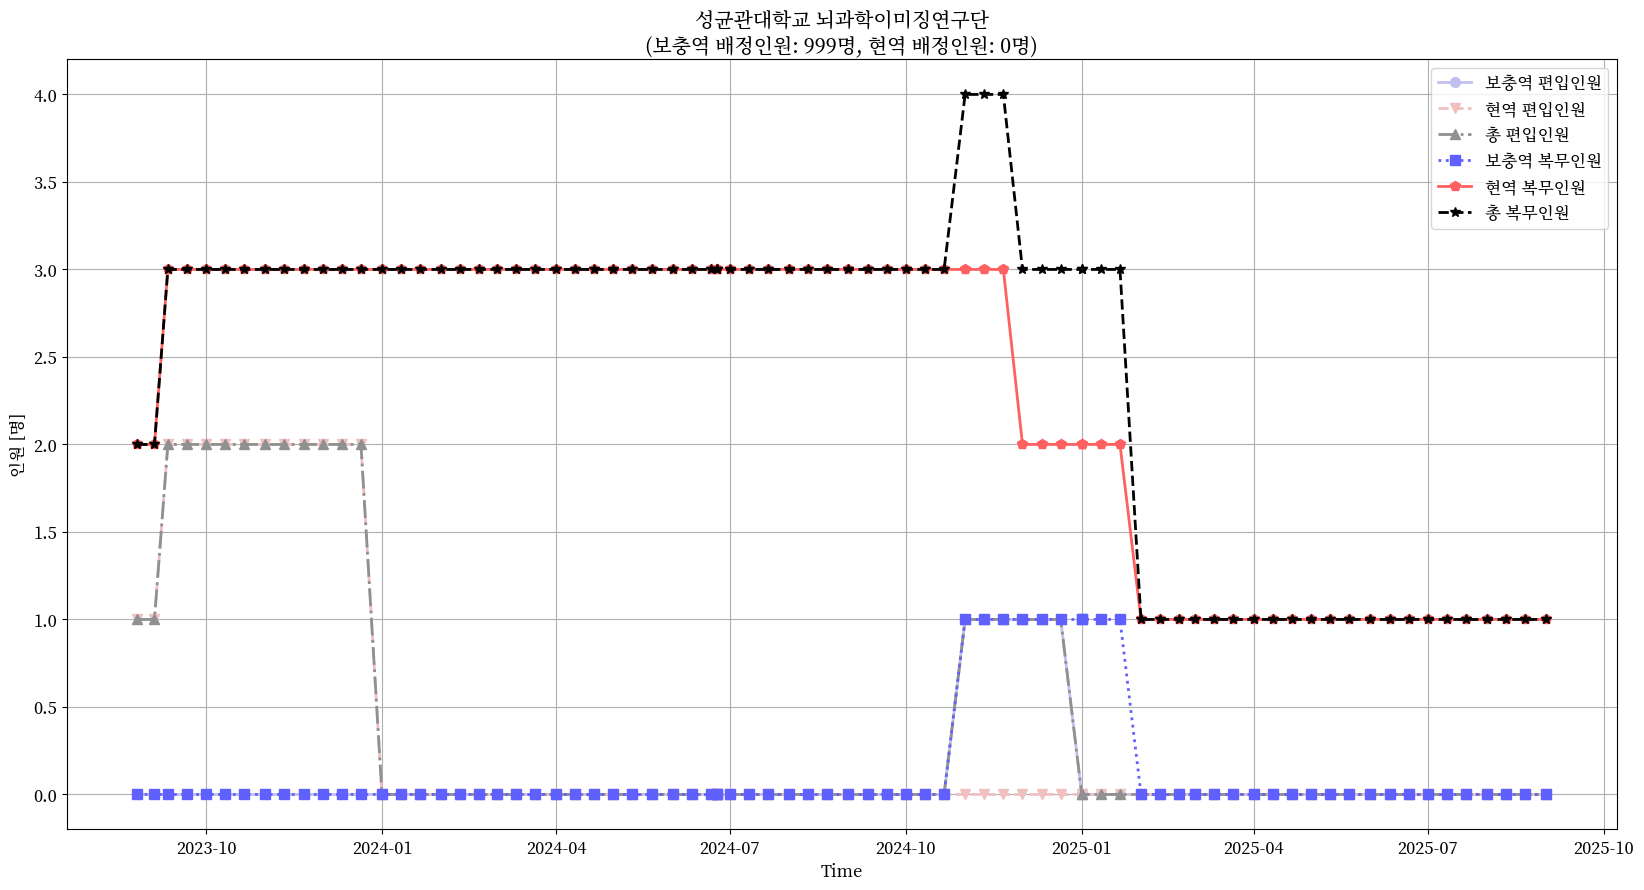 성균관대학교 뇌과학이미징연구단
(보충역 배정인원: 999명, 현역 배정인원: 0명)
보충역 편입인원
현역 편입인원
총 편입인원
보충역 복무인원
현역 복무인원
총 복무인원
인원 [명]
4.0
3.5
3.0
2.5
2.0
1.5
1.0
0.5
0.0
2023-10
2024-01
2024-04
2024-07
2024-10
2025-01
2025-04
2025-07
2025-10
Time